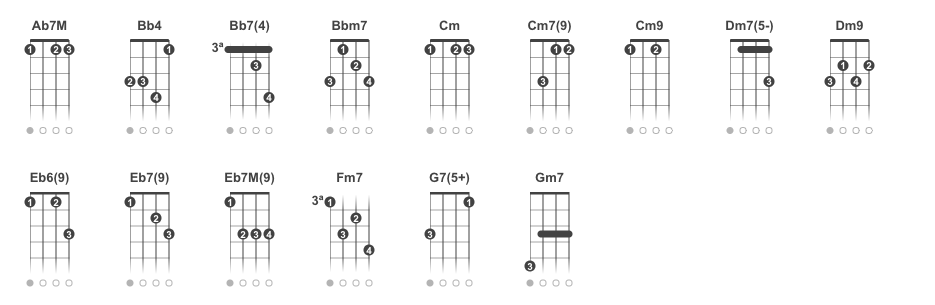 Ab7M Bb4 Bb7(4) Bbm7 Cm Cm7(9) Cm9 Dm7(5-) Dm9
1 2 3 1 3ª 1 1 2 3 1 1 2 1 2
3 2 1 2
2 3 3 4 3 3 3 4
4 4
Eb6(9) Eb7(9) Eb7M(9) Fm7 G7(5+) Gm7
1 2 1 1 3ª 1 1
2 2
3 3 2 3 4 3 3
4
3